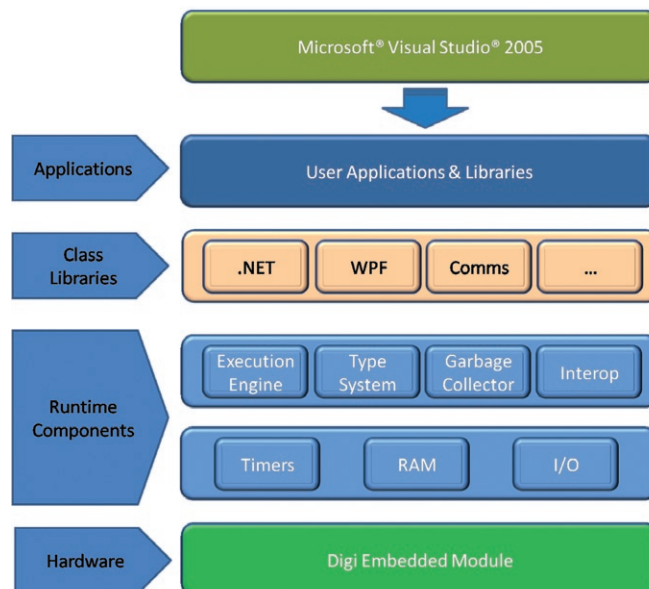 Microsoft® Visual Studio® 2005
Applications
User Applications & Libraries
Class
Libraries
.NET
WPF
Comms
...
Runtime
Components
Execution
Engine
Type
System
Garbage
Collector
Interop
Timers
RAM
I/O
Hardware
Digi Embedded Module